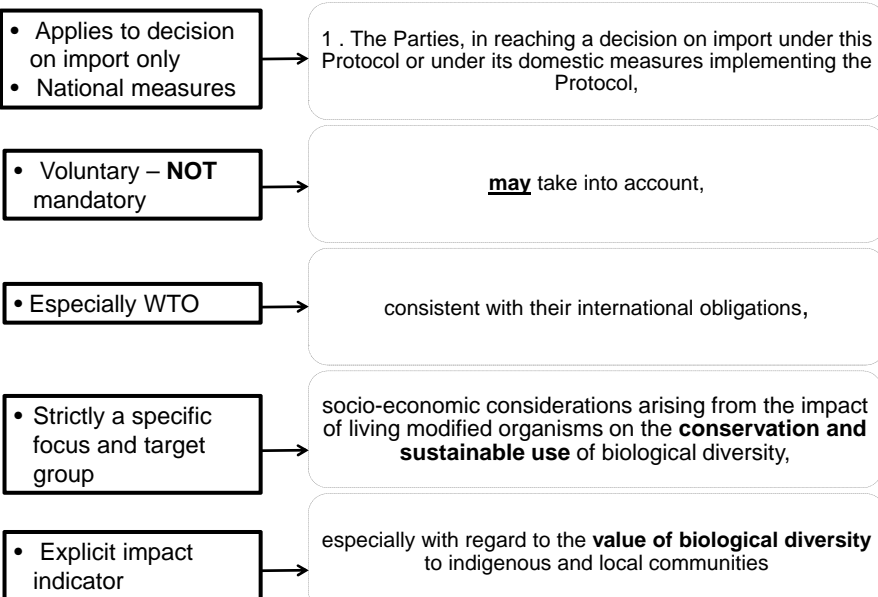 • Applies to decision
on import only
• National measures
1 . The Parties, in reaching a decision on import under this
Protocol or under its domestic measures implementing the
Protocol,
• Voluntary – NOT
mandatory
may take into account,
• Especially WTO
consistent with their international obligations,
• Strictly a specific
focus and target
group
socio-economic considerations arising from the impact
of living modified organisms on the conservation and
sustainable use of biological diversity,
• Explicit impact
indicator
especially with regard to the value of biological diversity
to indigenous and local communities